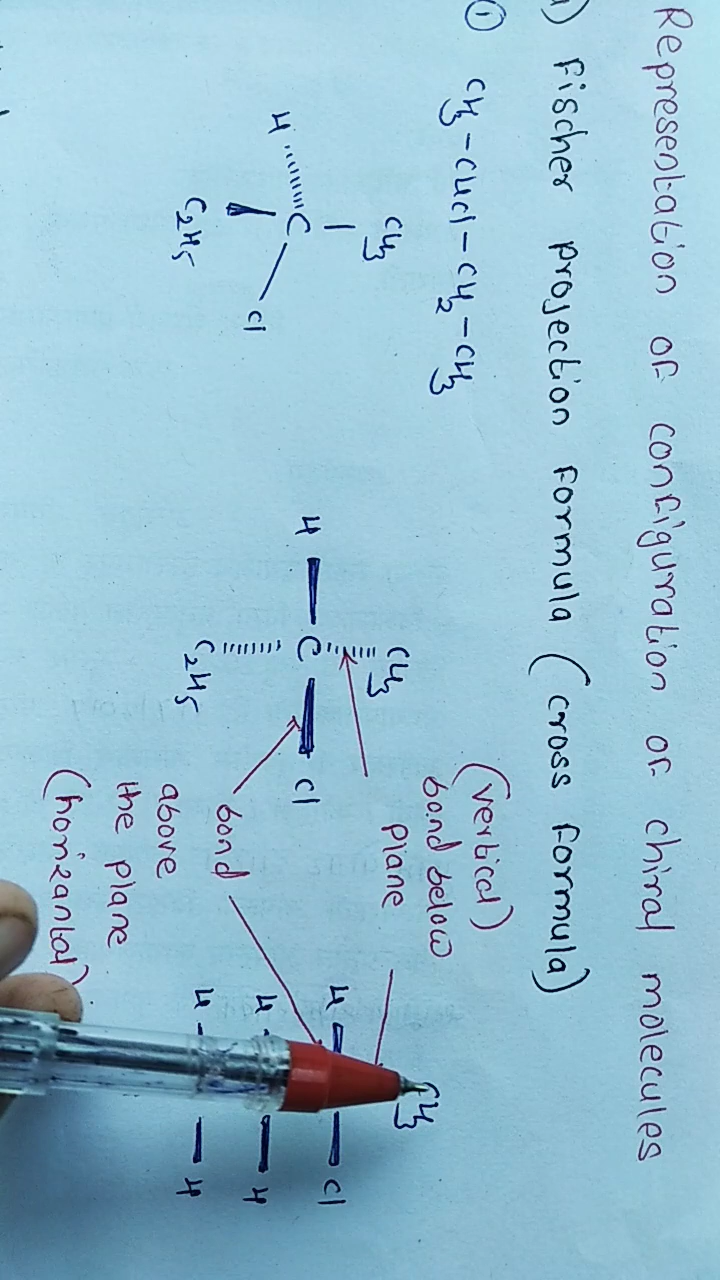 Representation of configuration of chiral molecules
) Fischer projection formula (cross formula)
① CH3-CHCl-CH2-CH3
CH3
H C Cl
C2H5
CH3
H C Cl
C2H5
(vertical)
bond below
plane
bond
above
the plane
(horizantal)
CH3
H Cl
H H
H H